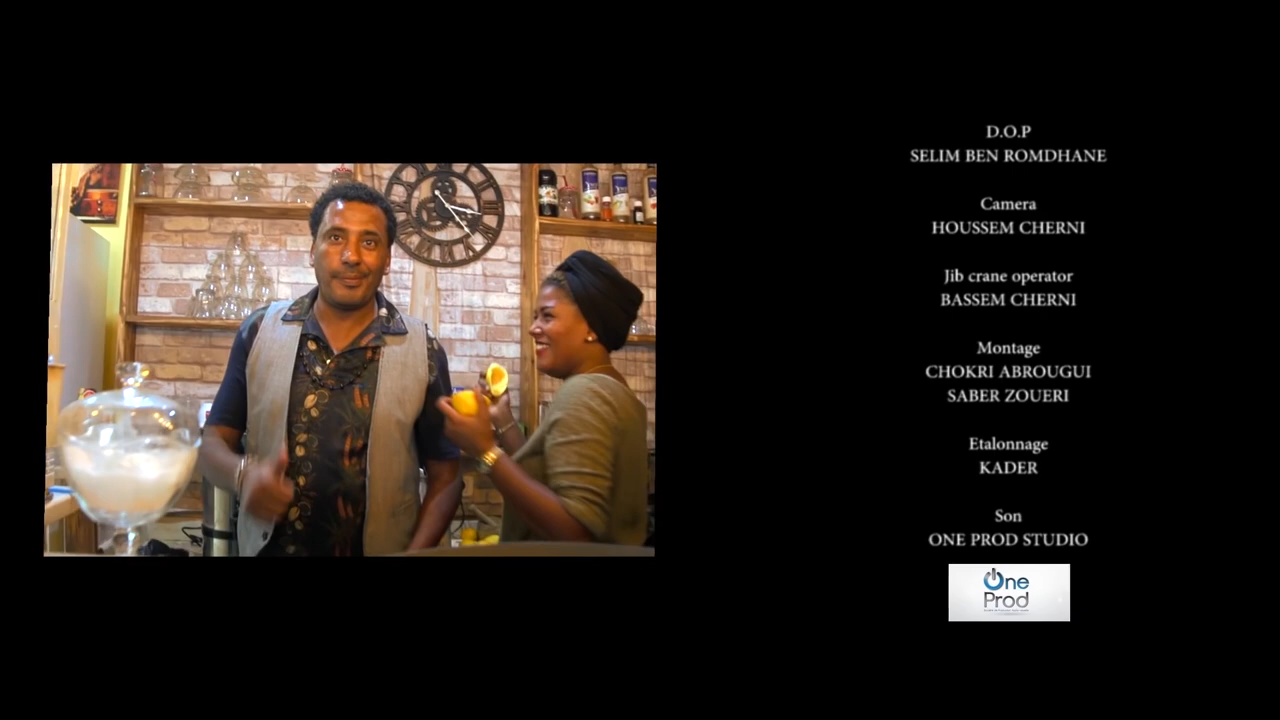 D.O.P
SELIM BEN ROMDHANE
Camera
HOUSSEM CHERNI
Jib crane operator
BASSEM CHERNI
Montage
CHOKRI ABROUGUI
SABER ZOUERI
Etalonnage
KADER
Son
ONE PROD STUDIO
One
Prod